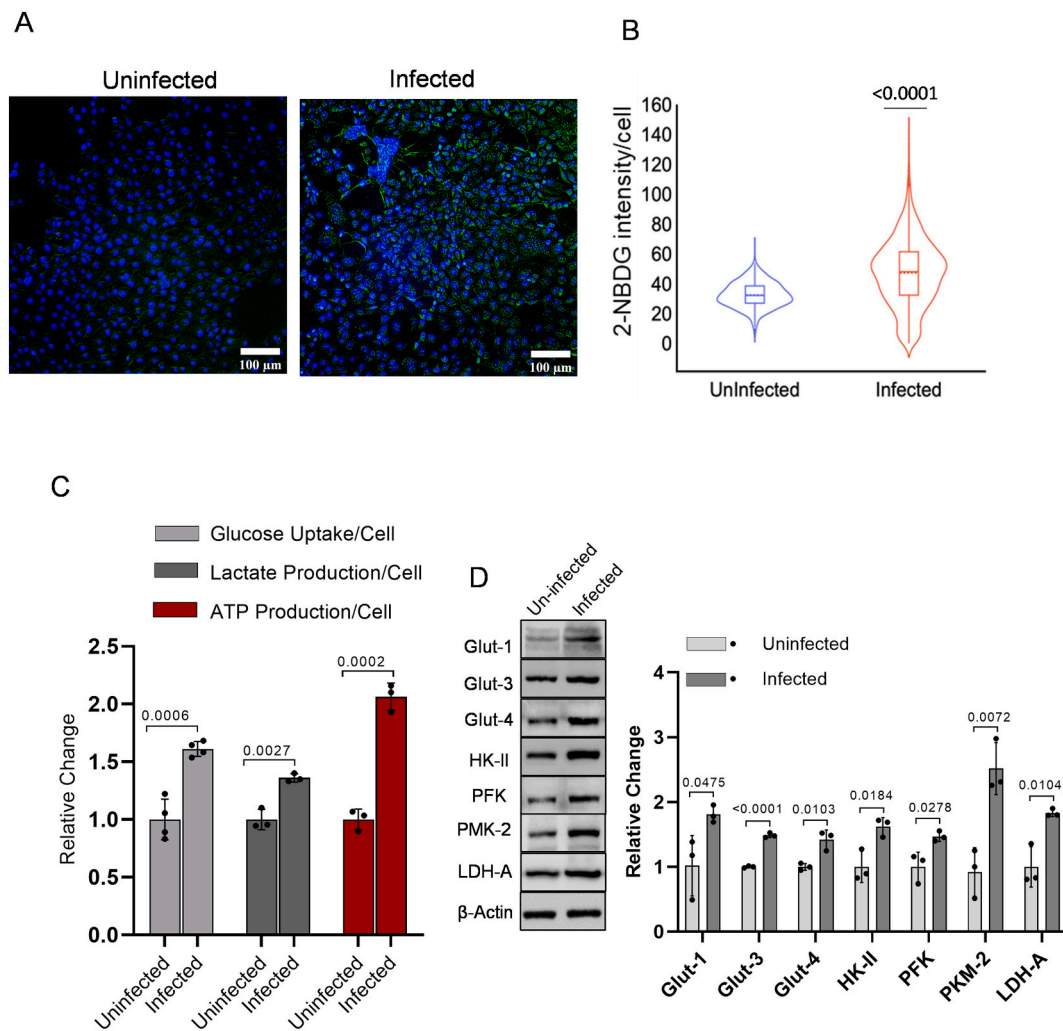 A
Uninfected
Infected
100 µm
100 µm
B
<0.0001
160
140
120
100
80
60
40
20
0
2-NBDG intensity/cell
UnInfected
Infected
C
Glucose Uptake/Cell
Lactate Production/Cell
ATP Production/Cell
2.5
2.0
1.5
1.0
0.5
0.0
Relative Change
0.0006
0.0027
0.0002
Uninfected
Infected
Uninfected
Infected
Uninfected
Infected
D
Un-infected
Infected
Glut-1
Glut-3
Glut-4
HK-II
PFK
PMK-2
LDH-A
β-Actin
Uninfected
Infected
4
3
2
1
0
Relative Change
0.0475
<0.0001
0.0103
0.0184
0.0278
0.0072
0.0104
Glut-1
Glut-3
Glut-4
HK-II
PFK
PKM-2
LDH-A